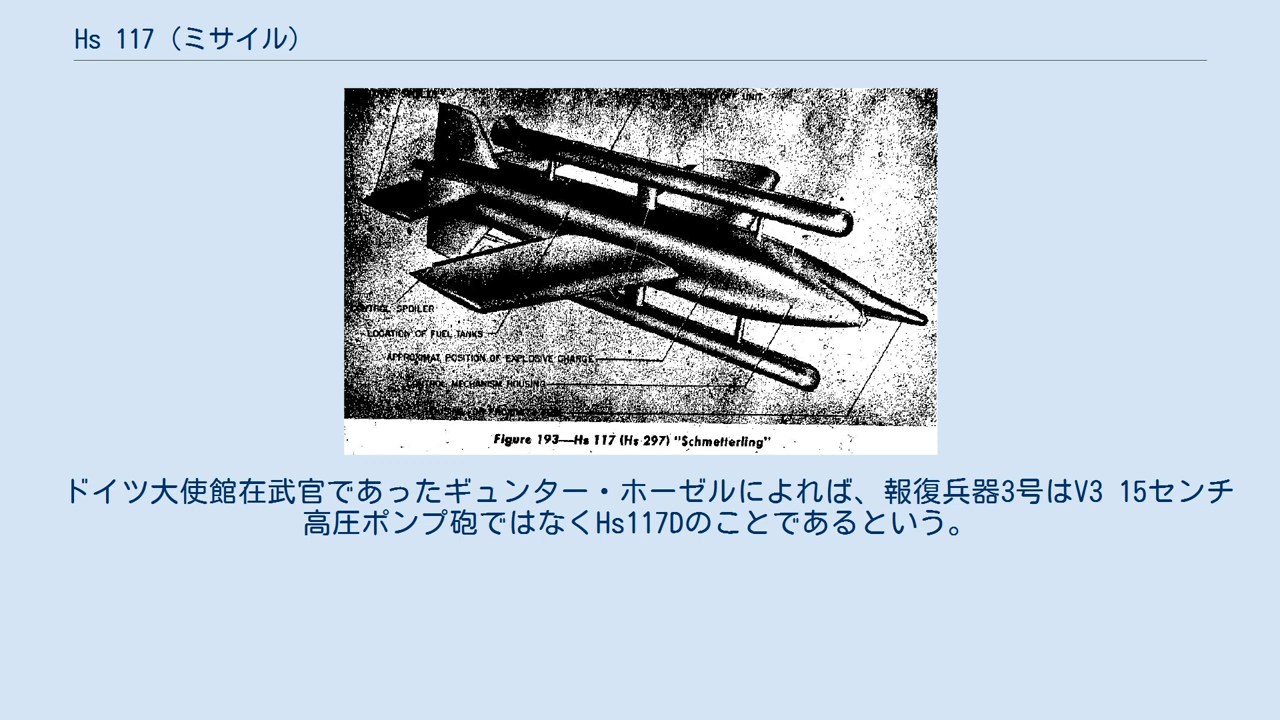 Hs 117（ミサイル）
CONTROL SPOILER
LOCATION OF FUEL TANKS
APPROXIMAT POSITION OF EXPLOSIVE CHARGE
CONTROL MECHANISM HOUSING
Figure 193—Hs 117 (Hs 297) "Schmetterling"
ドイツ大使館在武官であったギュンター・ホーゼルによれば、報復兵器3号はV3 15センチ
高圧ポンプ砲ではなくHs117Dのことであるという。